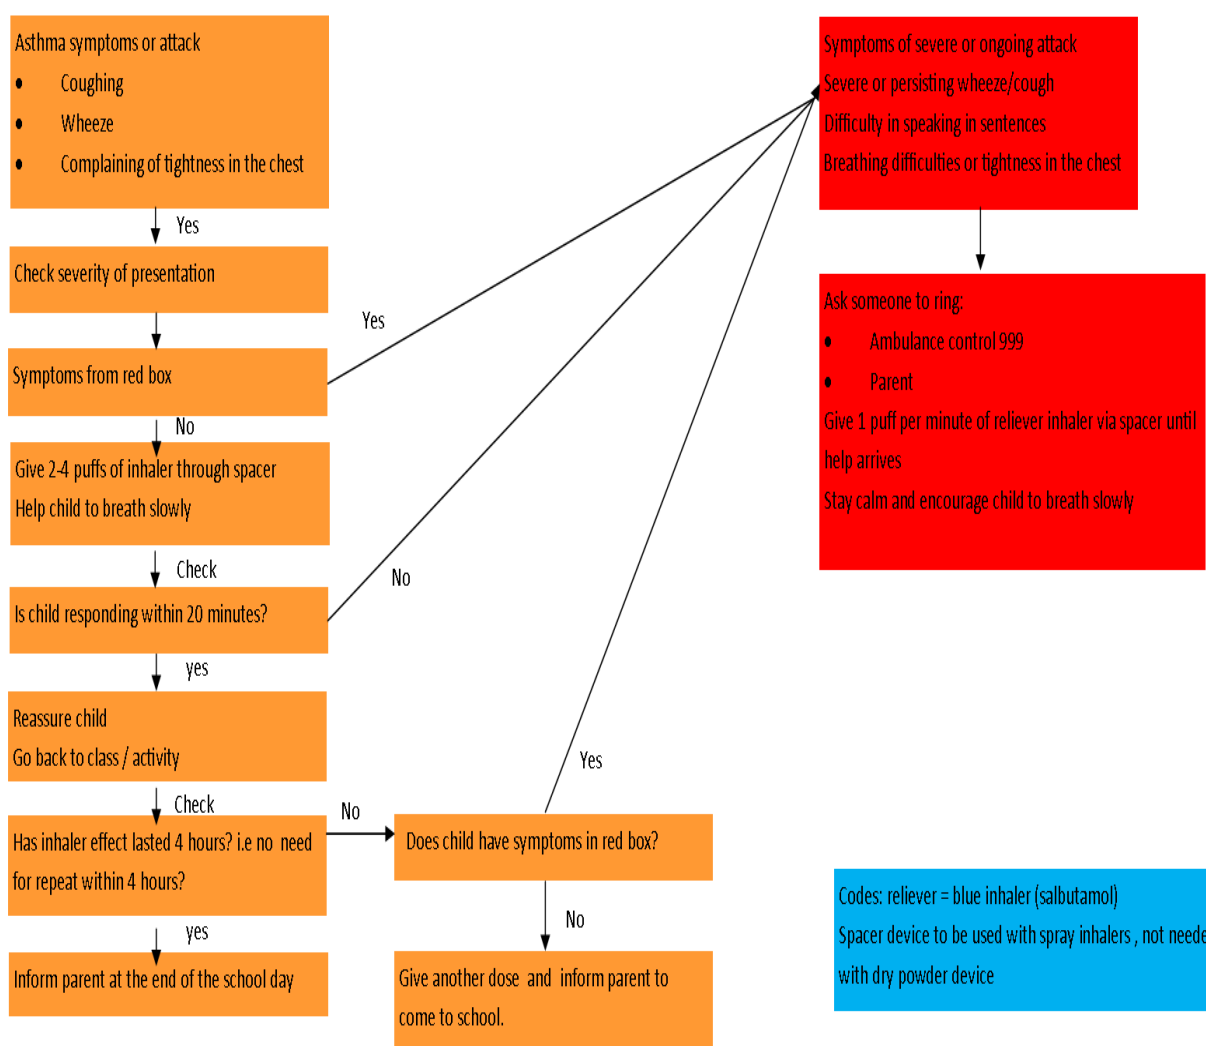 Asthma symptoms or attack
• Coughing
• Wheeze
• Complaining of tightness in the chest
Yes
Check severity of presentation
Symptoms from red box
Yes
No
Give 2-4 puffs of inhaler through spacer
Help child to breath slowly
Check
Is child responding within 20 minutes?
No
yes
Reassure child
Go back to class / activity
Check
Has inhaler effect lasted 4 hours? i.e no need
for repeat within 4 hours?
No
yes
Inform parent at the end of the school day
Does child have symptoms in red box?
Yes
No
Give another dose and inform parent to
come to school.
Symptoms of severe or ongoing attack
Severe or persisting wheeze/cough
Difficulty in speaking in sentences
Breathing difficulties or tightness in the chest
Ask someone to ring:
• Ambulance control 999
• Parent
Give 1 puff per minute of reliever inhaler via spacer until
help arrives
Stay calm and encourage child to breath slowly
Codes: reliever = blue inhaler (salbutamol)
Spacer device to be used with spray inhalers , not neede
with dry powder device